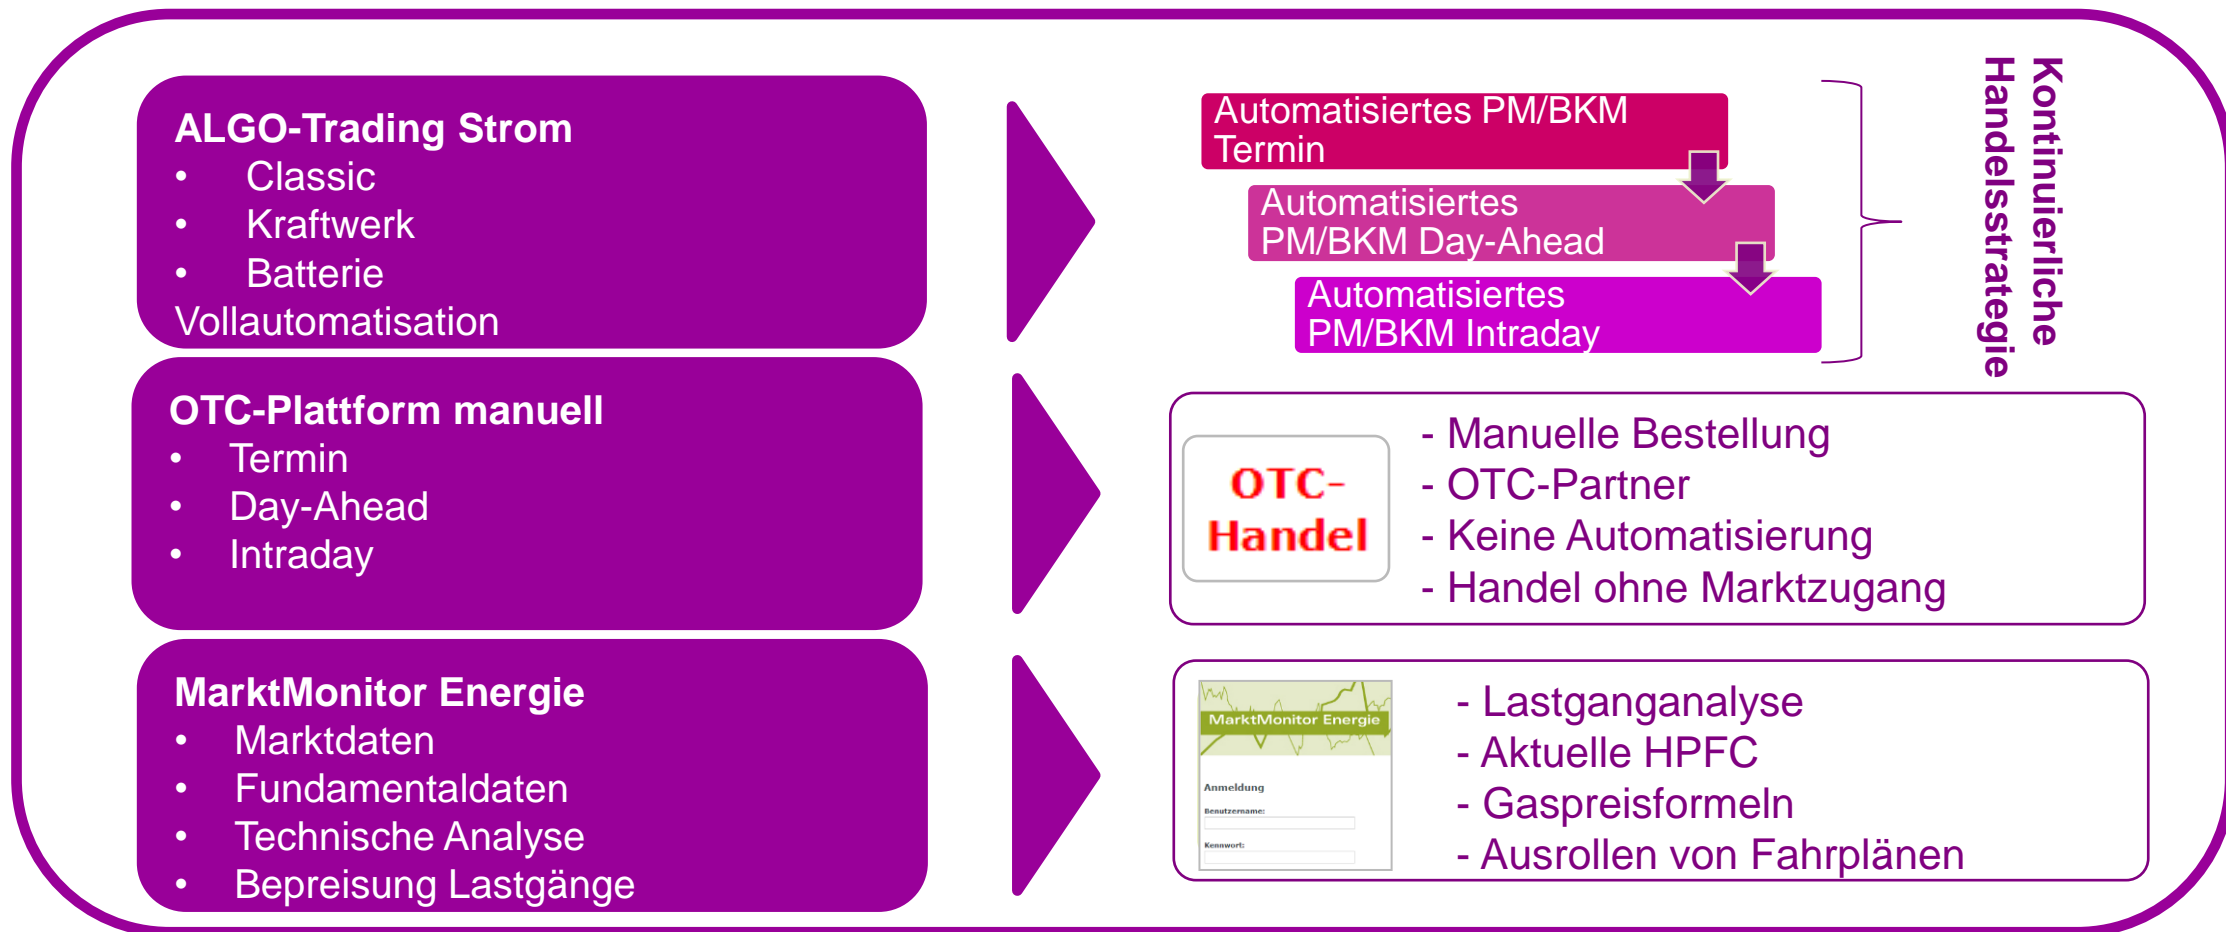 ALGO-Trading Strom
• Classic
• Kraftwerk
• Batterie
Vollautomatisation
Automatisiertes PM/BKM
Termin
Automatisiertes
PM/BKM Day-Ahead
Automatisiertes
PM/BKM Intraday
Kontinuierliche
Handelsstrategie
OTC-Plattform manuell
• Termin
• Day-Ahead
• Intraday
OTC-
Handel
- Manuelle Bestellung
- OTC-Partner
- Keine Automatisierung
- Handel ohne Marktzugang
MarktMonitor Energie
• Marktdaten
• Fundamentaldaten
• Technische Analyse
• Bepreisung Lastgänge
MarktMonitor Energie
Anmeldung
Benutzername:
Kennwort:
- Lastganganalyse
- Aktuelle HPFC
- Gaspreisformeln
- Ausrollen von Fahrplänen